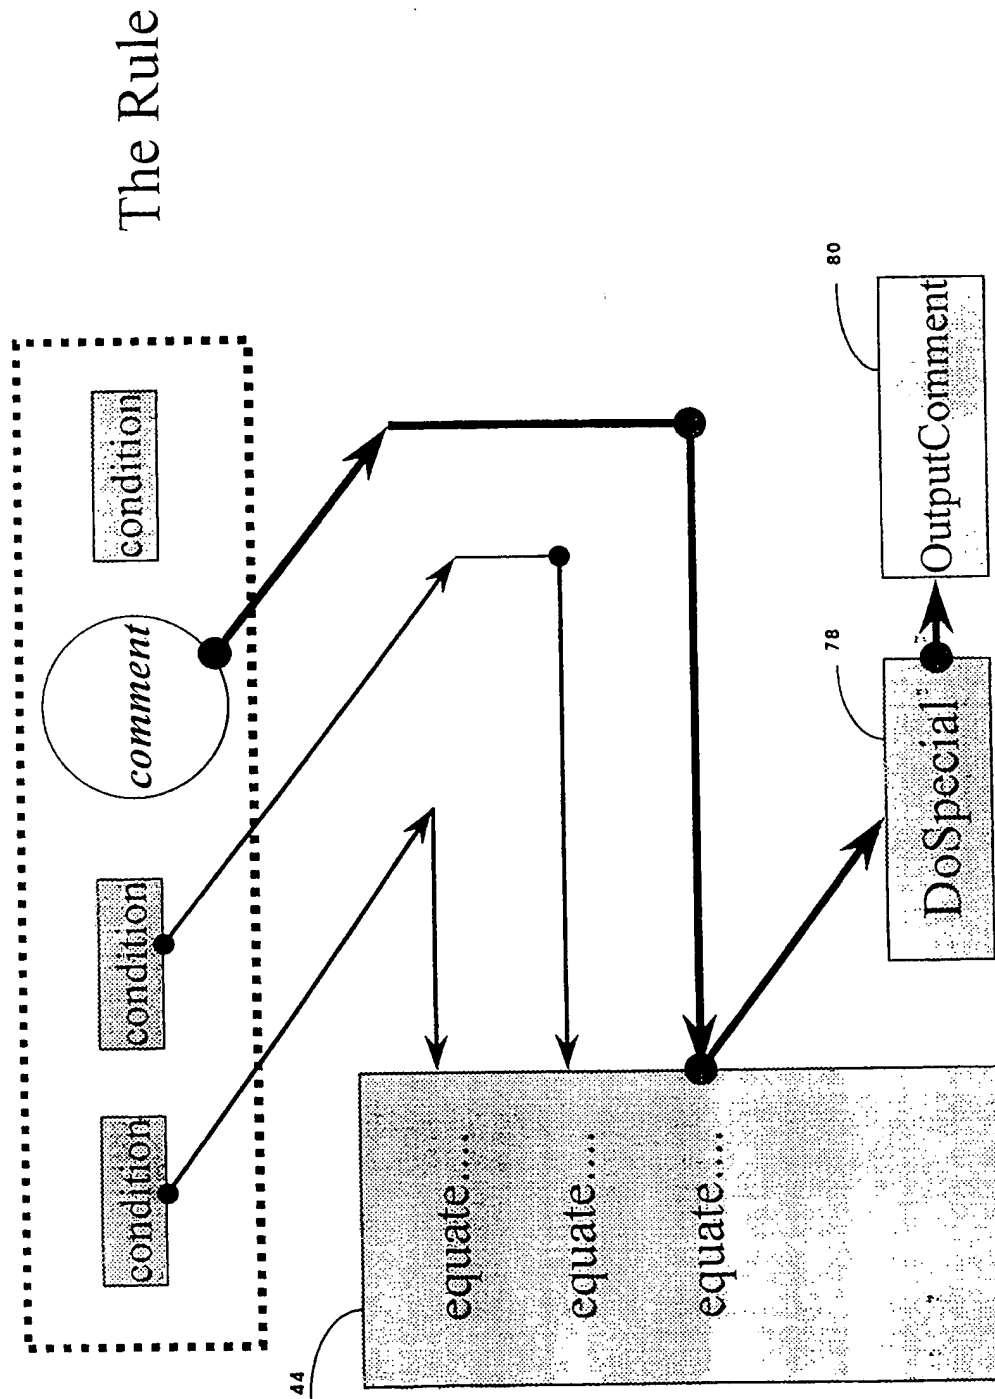 The Rule
condition condition comment condition
44
equate....
equate....
equate....
78
80
DoSpecial
OutputComment